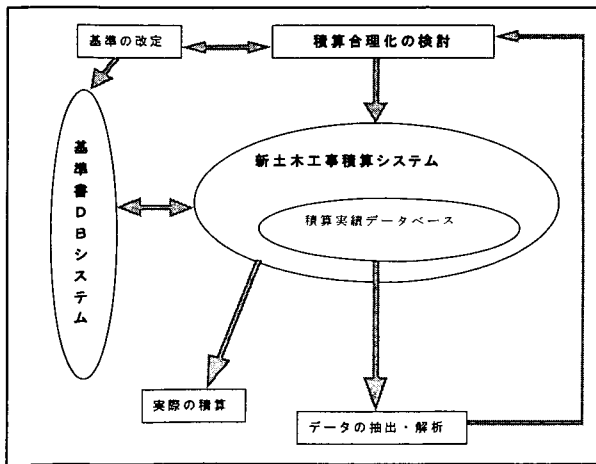 基準の改定
積算合理化の検討
基準書DBシステム
新土木工事積算システム
積算実績データベース
実際の積算
データの抽出・解析